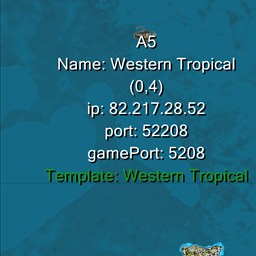 A5
Name: Western Tropical
(0,4)
ip: 82.217.28.52
port: 52208
gamePort: 5208
Template: Western Tropical